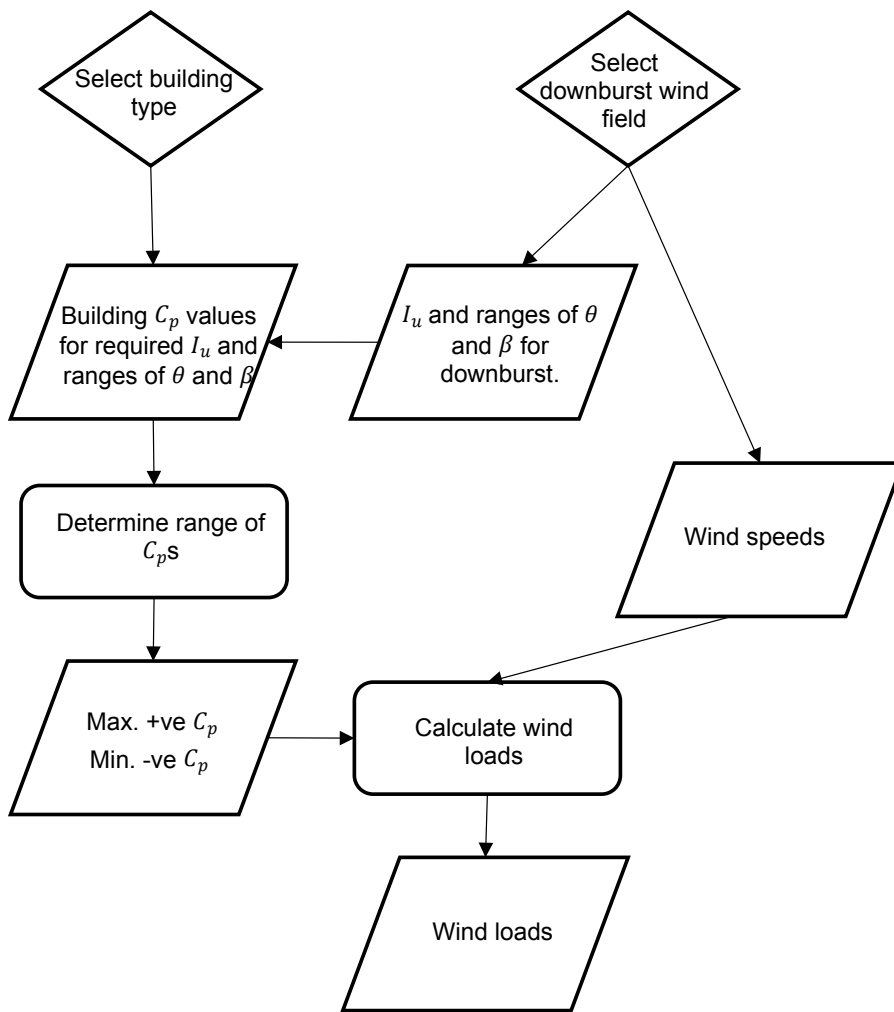 Select building
type
Select
downburst wind
field
Building 𝐶𝑝 values
for required 𝐼𝑢 and
ranges of 𝜃 and 𝛽
𝐼𝑢 and ranges of 𝜃
and 𝛽 for
downburst.
Determine range of
𝐶𝑝s
Wind speeds
Max. +ve 𝐶𝑝
Min. -ve 𝐶𝑝
Calculate wind
loads
Wind loads